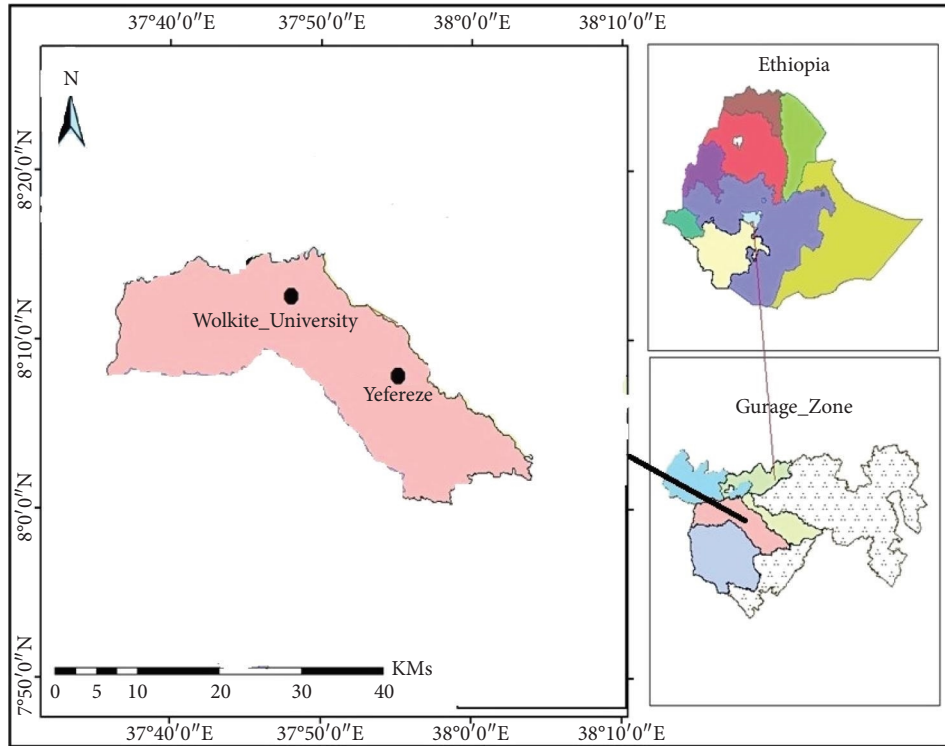 37°40′0″E 37°50′0″E 38°0′0″E 38°10′0″E
N
8°20′0″N
8°10′0″N
8°0′0″N
7°50′0″N
Wolkite_University
Yefereze
KMs
0 5 10 20 30 40
37°40′0″E 37°50′0″E 38°0′0″E 38°10′0″E
Ethiopia
Gurage_Zone